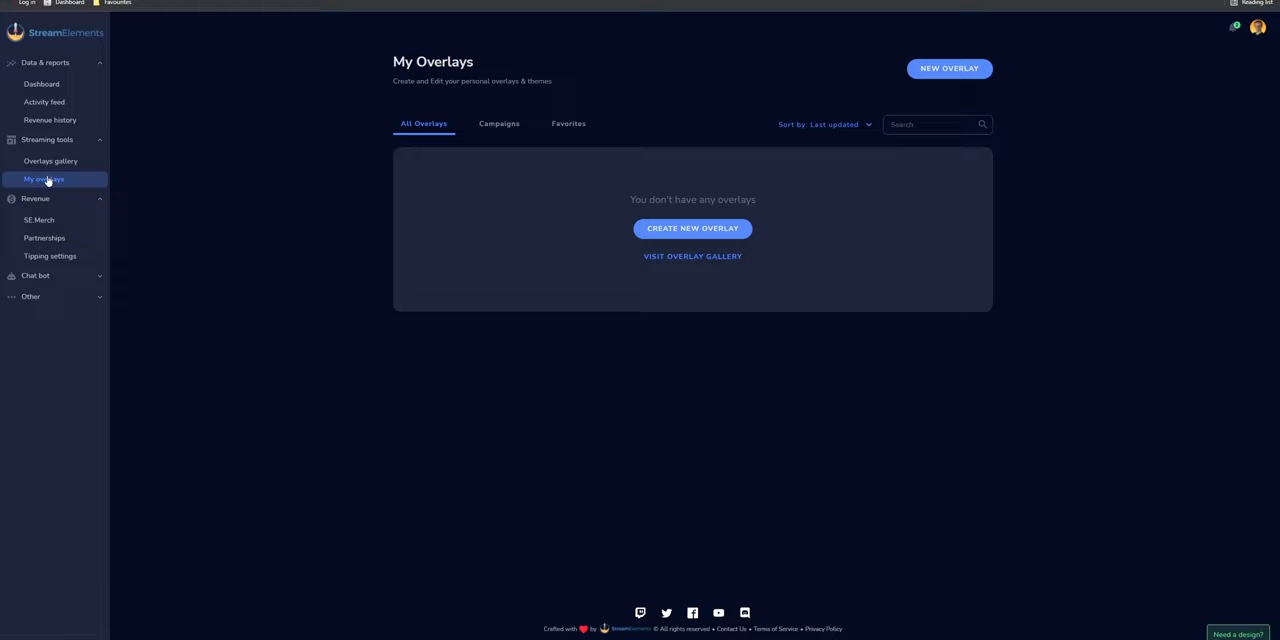 Log in Dashboard Favourites Reading list
StreamElements
2
Data & reports
Dashboard
Activity feed
Revenue history
Streaming tools
Overlays gallery
My overlays
Revenue
SE.Merch
Partnerships
Tipping settings
Chat bot
Other
My Overlays
Create and Edit your personal overlays & themes
NEW OVERLAY
All Overlays Campaigns Favorites
Sort by: Last updated
Search
You don't have any overlays
CREATE NEW OVERLAY
VISIT OVERLAY GALLERY
Crafted with ❤ by StreamElements © All rights reserved • Contact Us • Terms of Service • Privacy Policy
Need a design?